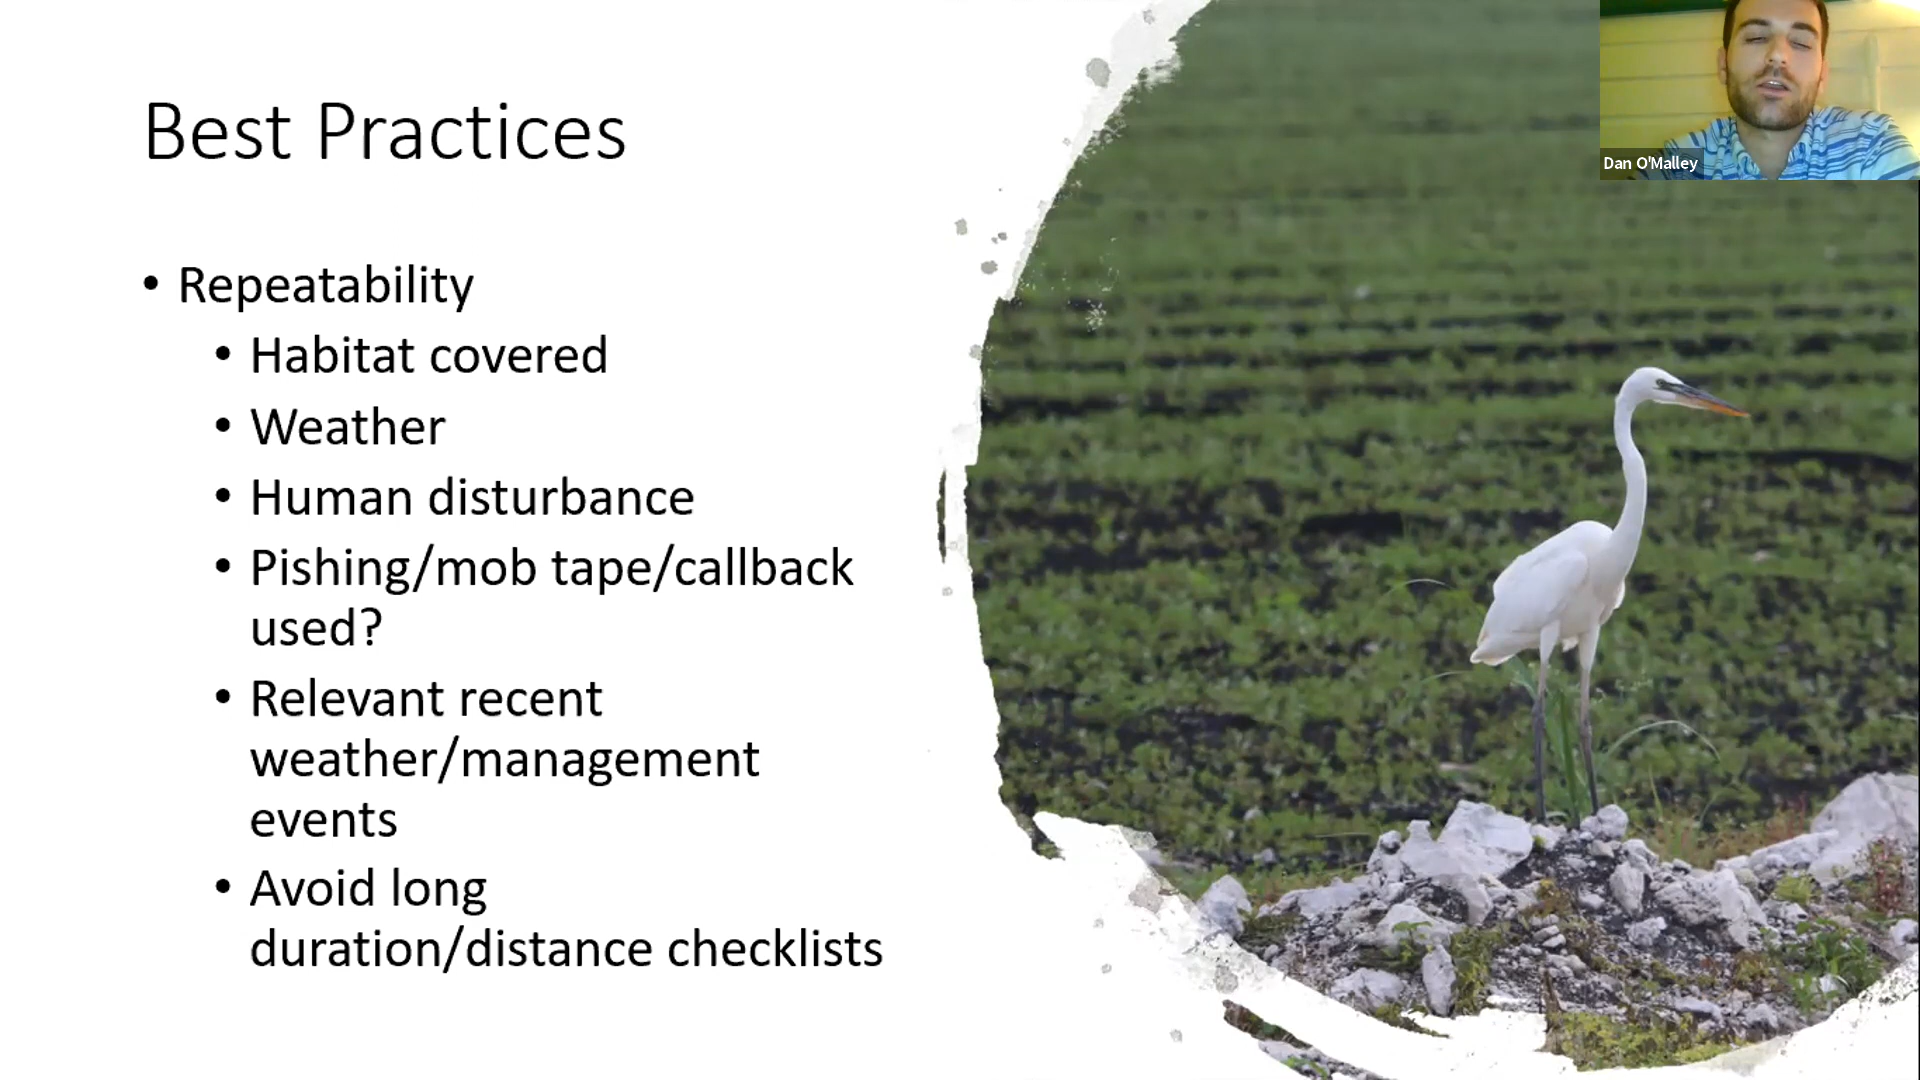 Best Practices
Dan O'Malley
• Repeatability
• Habitat covered
• Weather
• Human disturbance
• Pishing/mob tape/callback
used?
• Relevant recent
weather/management
events
• Avoid long
duration/distance checklists